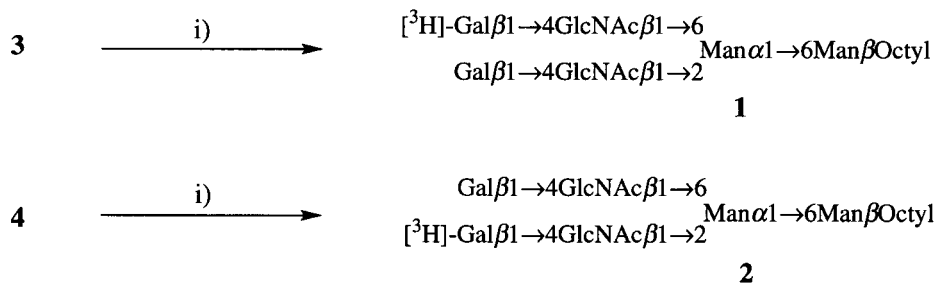 [³H]-Galβ1→4GlcNAcβ1→6
3 i) Manα1→6ManβOctyl
Galβ1→4GlcNAcβ1→2
1
Galβ1→4GlcNAcβ1→6
4 i) Manα1→6ManβOctyl
[³H]-Galβ1→4GlcNAcβ1→2
2